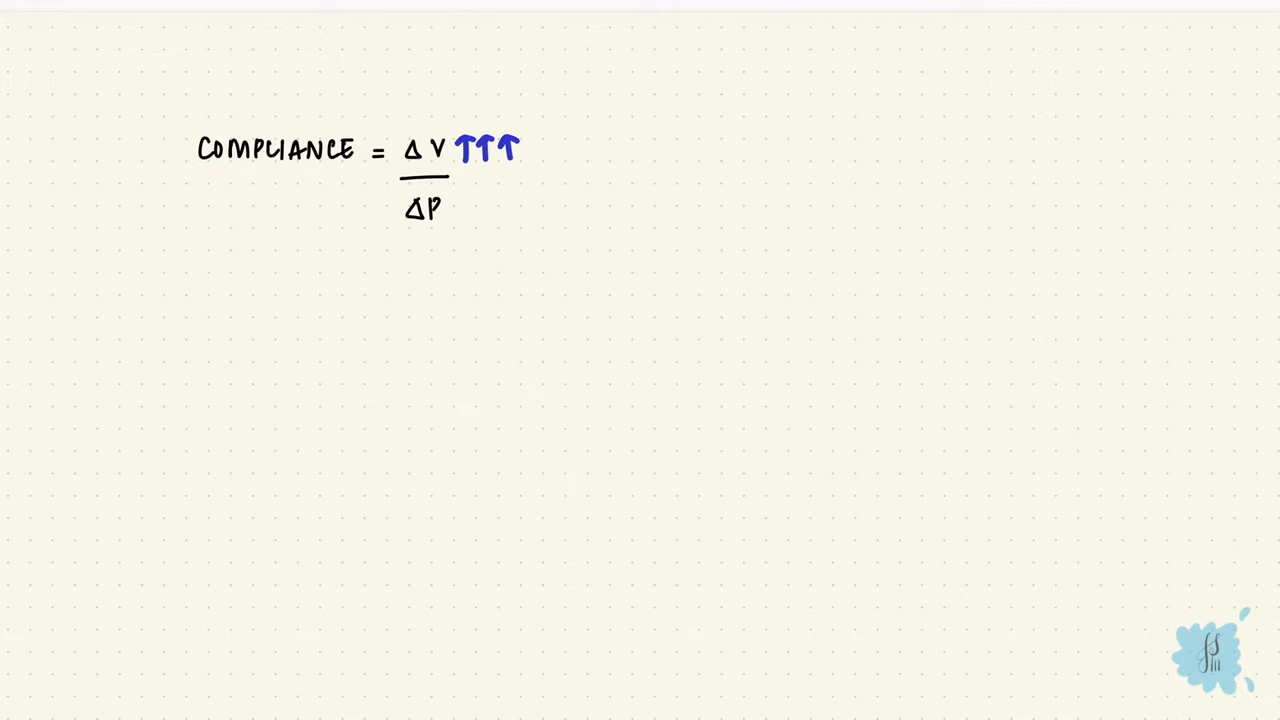 COMPLIANCE = ΔV ↑↑↑
ΔP